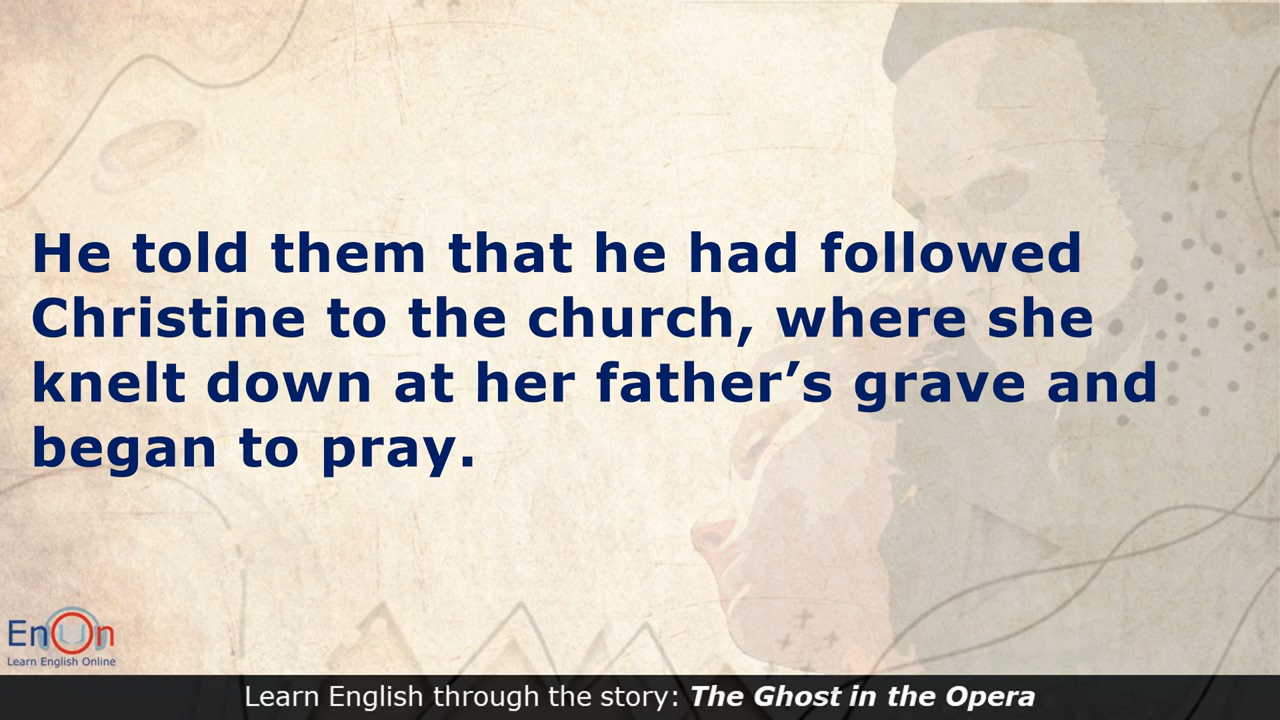 He told them that he had followed
Christine to the church, where she
knelt down at her father’s grave and
began to pray.
EnOn
Learn English Online
Learn English through the story: The Ghost in the Opera